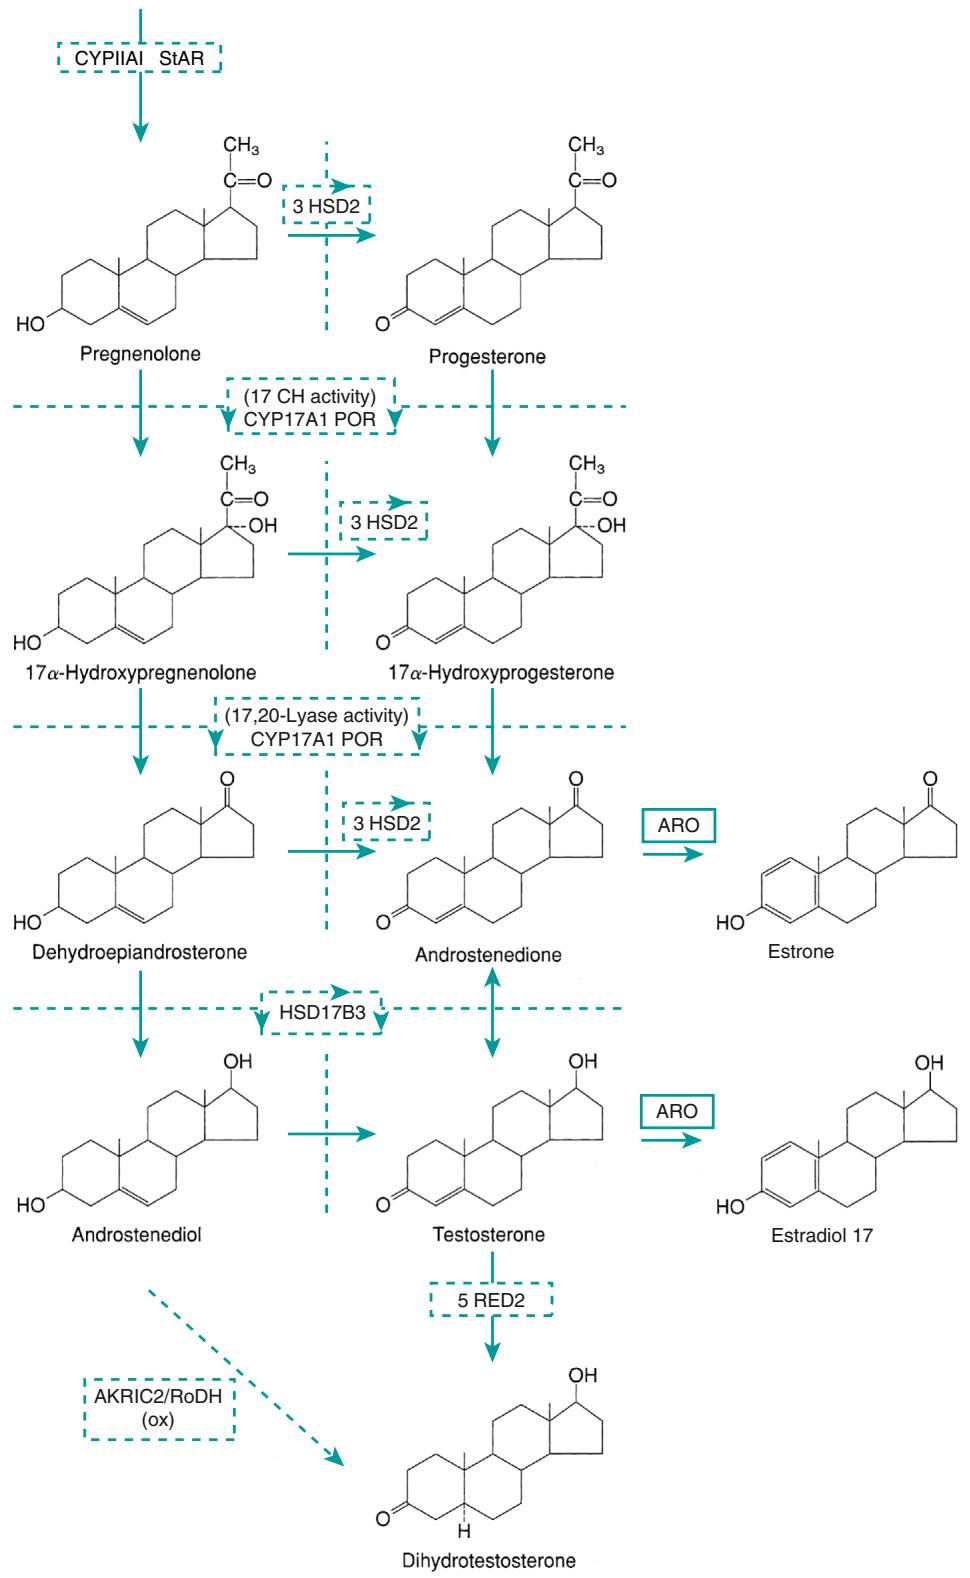 CYPIIAI StAR
CH₃
C=O
HO
Pregnenolone
3 HSD2
CH₃
C=O
O
Progesterone
(17 CH activity)
CYP17A1 POR
CH₃
C=O
OH
HO
17α-Hydroxypregnenolone
3 HSD2
CH₃
C=O
OH
O
17α-Hydroxyprogesterone
(17,20-Lyase activity)
CYP17A1 POR
O
HO
Dehydroepiandrosterone
3 HSD2
O
O
Androstenedione
ARO
O
HO
Estrone
HSD17B3
OH
HO
Androstenediol
OH
O
Testosterone
ARO
OH
HO
Estradiol 17
5 RED2
AKRIC2/RoDH
(ox)
OH
O
H
Dihydrotestosterone